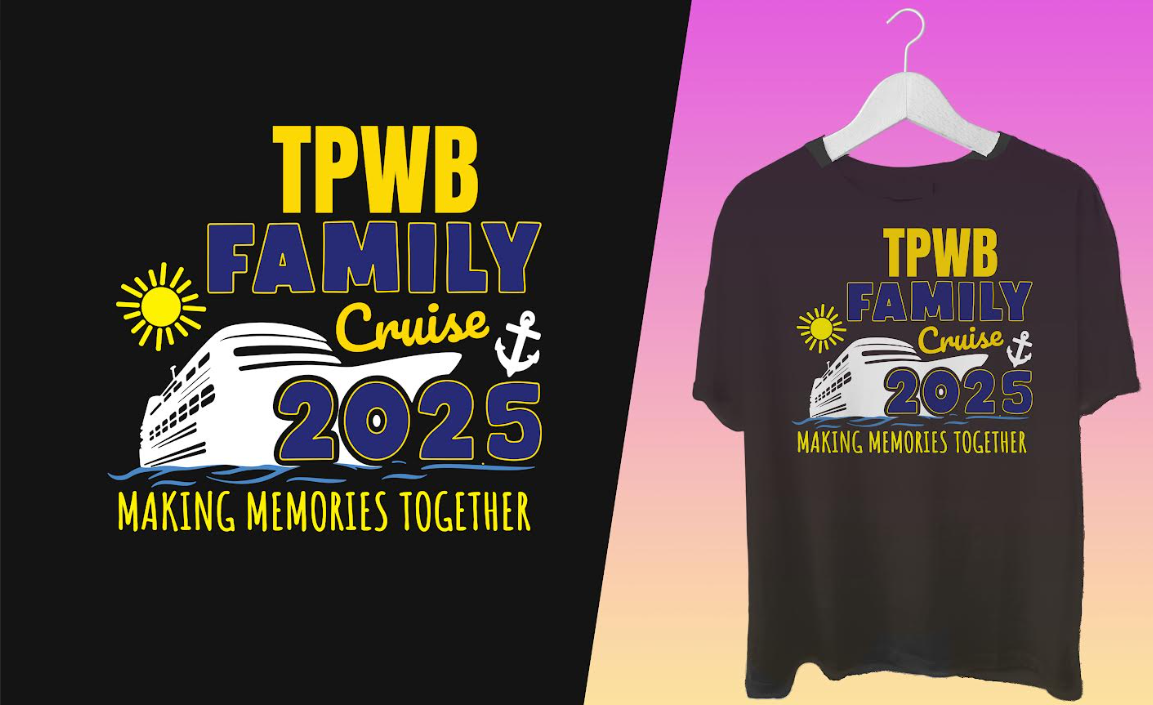 TPWB
FAMILY
Cruise
2025
MAKING MEMORIES TOGETHER
TPWB
FAMILY
Cruise
2025
MAKING MEMORIES TOGETHER